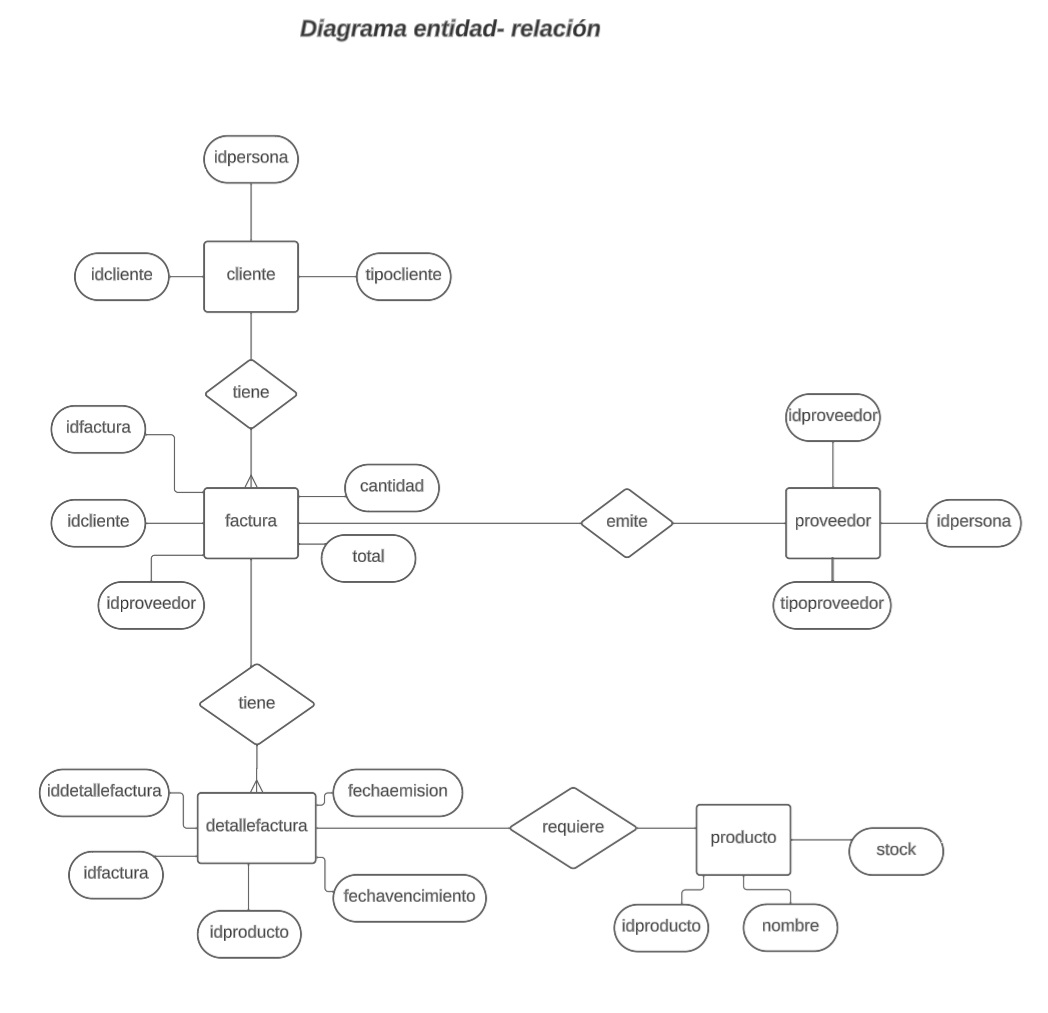 Diagrama entidad- relación
idpersona
idcliente
cliente
tipocliente
tiene
idfactura
idproveedor
cantidad
idcliente
factura
emite
proveedor
idpersona
total
idproveedor
tipoproveedor
tiene
iddetallefactura
fechaemision
detallefactura
requiere
producto
stock
idfactura
fechavencimiento
idproducto
idproducto
nombre